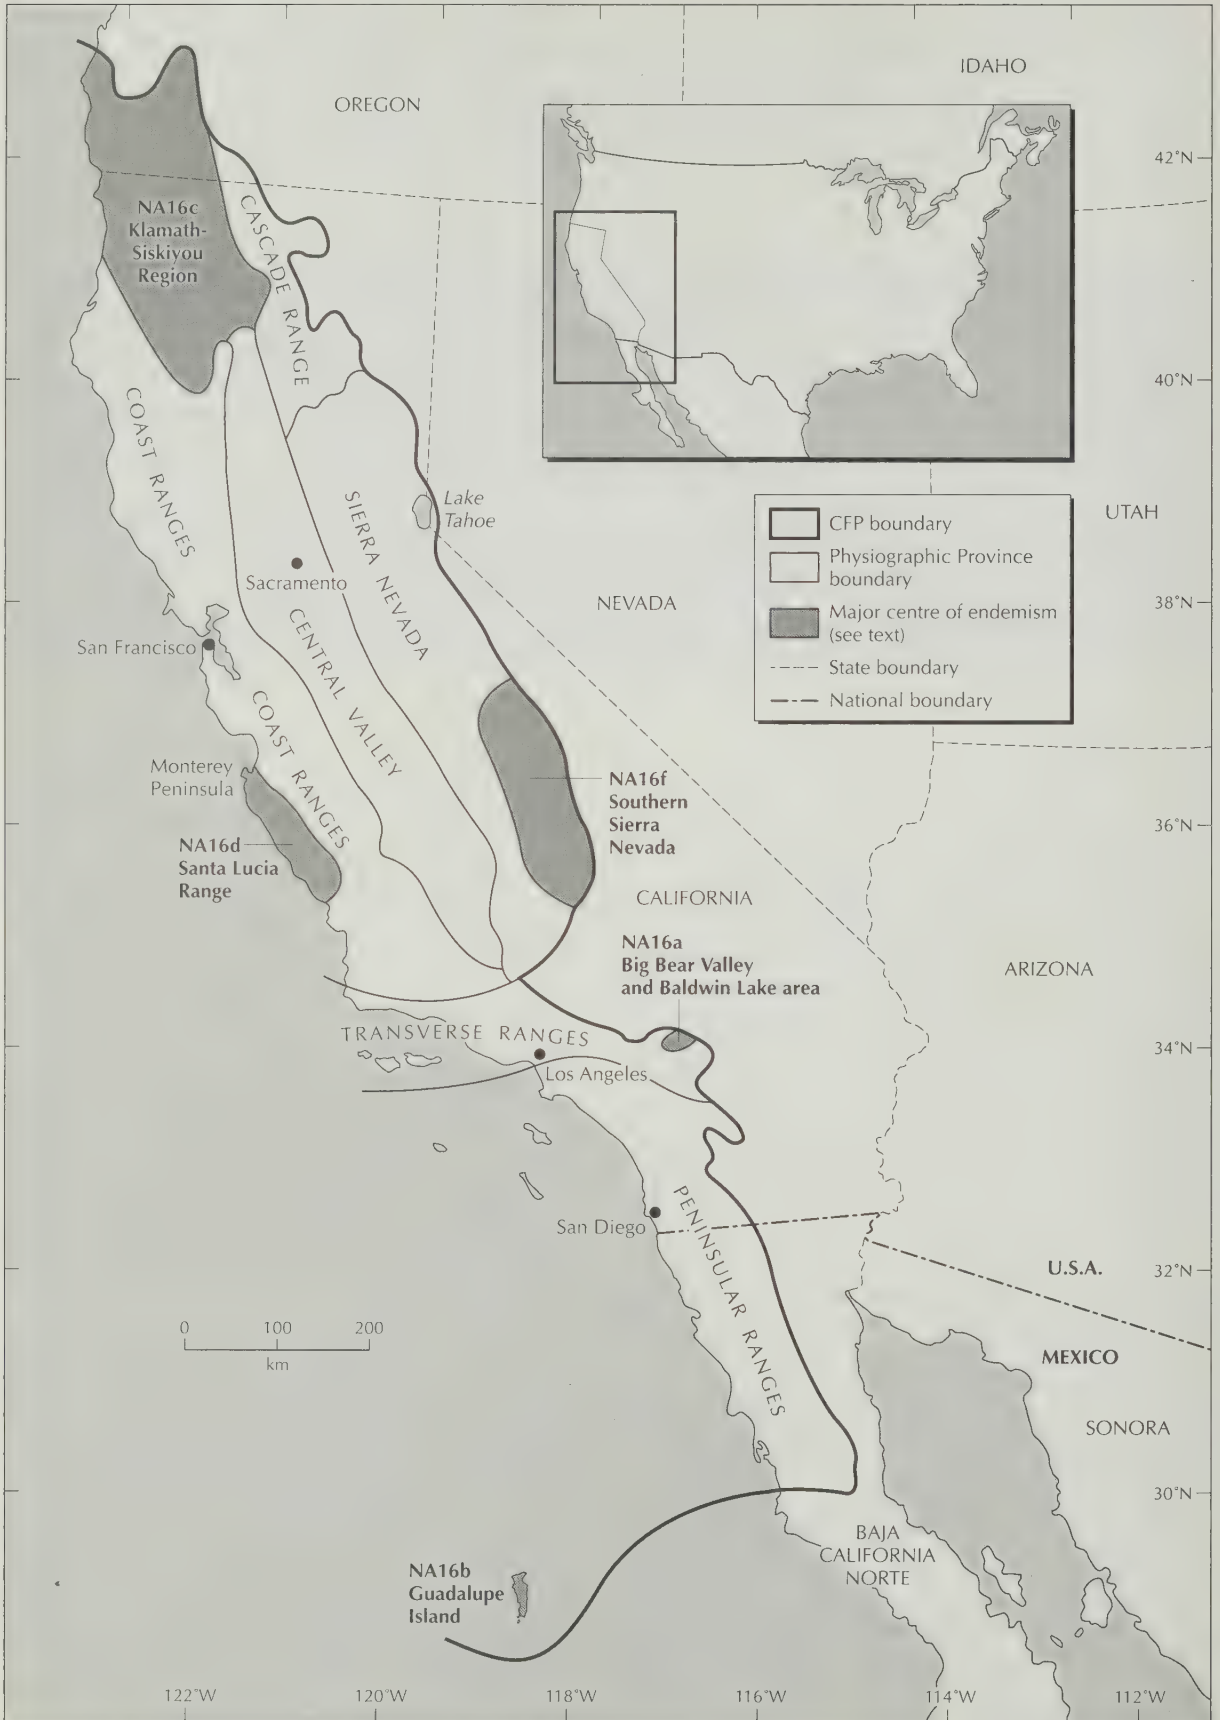 IDAHO
OREGON
42°N
NA16c
Klamath-
Siskiyou
Region
CASCADE RANGE
40°N
COAST RANGES
SIERRA NEVADA
Lake
Tahoe
CFP boundary
Physiographic Province
boundary
Major centre of endemism
(see text)
State boundary
National boundary
UTAH
Sacramento
NEVADA
38°N
San Francisco
CENTRAL VALLEY
COAST RANGES
Monterey
Peninsula
NA16f
Southern
Sierra
Nevada
36°N
NA16d
Santa Lucia
Range
CALIFORNIA
NA16a
Big Bear Valley
and Baldwin Lake area
ARIZONA
TRANSVERSE RANGES
34°N
Los Angeles
San Diego
PENINSULAR RANGES
U.S.A.
32°N
0 100 200
km
MEXICO
SONORA
30°N
BAJA
CALIFORNIA
NORTE
NA16b
Guadalupe
Island
122°W 120°W 118°W 116°W 114°W 112°W